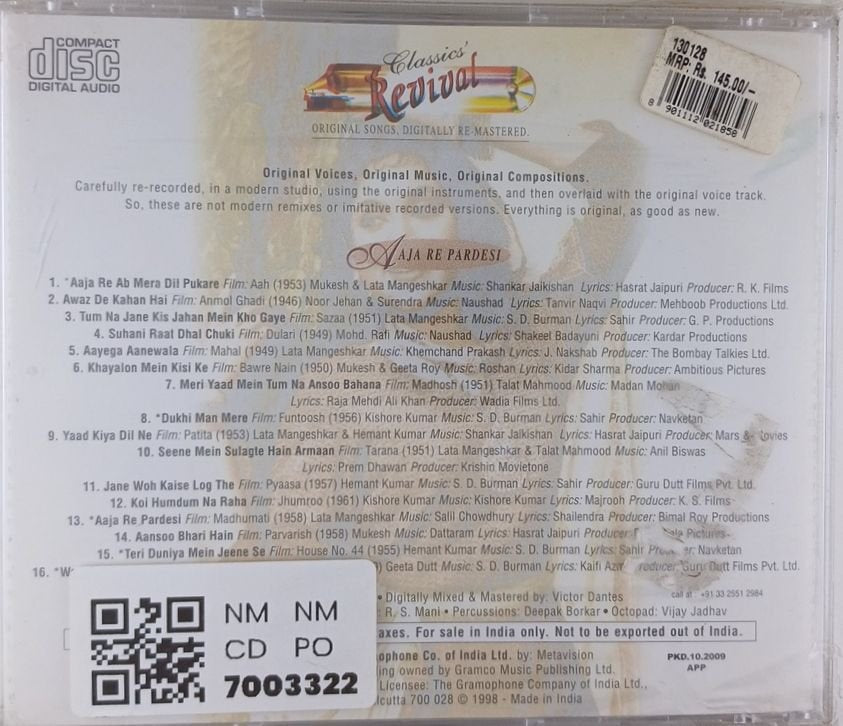 COMPACT
disc
DIGITAL AUDIO
Classics'
Revival
ORIGINAL SONGS, DIGITALLY RE-MASTERED.
130128
MRP: Rs. 145.00/-
8 901112 021858
Original Voices, Original Music, Original Compositions.
Carefully re-recorded, in a modern studio, using the original instruments, and then overlaid with the original voice track.
So, these are not modern remixes or imitative recorded versions. Everything is original, as good as new.
AAJA RE PARDESI
1. *Aaja Re Ab Mera Dil Pukare Film: Aah (1953) Mukesh & Lata Mangeshkar Music: Shankar Jaikishan Lyrics: Hasrat Jaipuri Producer: R. K. Films
2. Awaz De Kahan Hai Film: Anmol Ghadi (1946) Noor Jehan & Surendra Music: Naushad Lyrics: Tanvir Naqvi Producer: Mehboob Productions Ltd.
3. Tum Na Jane Kis Jahan Mein Kho Gaye Film: Sazaa (1951) Lata Mangeshkar Music: S. D. Burman Lyrics: Sahir Producer: G. P. Productions
4. Suhani Raat Dhal Chuki Film: Dulari (1949) Mohd. Rafi Music: Naushad Lyrics: Shakeel Badayuni Producer: Kardar Productions
5. Aayega Aanewala Film: Mahal (1949) Lata Mangeshkar Music: Khemchand Prakash Lyrics: J. Nakshab Producer: The Bombay Talkies Ltd.
6. Khayalon Mein Kisi Ke Film: Bawre Nain (1950) Mukesh & Geeta Roy Music: Roshan Lyrics: Kidar Sharma Producer: Ambitious Pictures
7. Meri Yaad Mein Tum Na Ansoo Bahana Film: Madhosh (1951) Talat Mahmood Music: Madan Mohan
Lyrics: Raja Mehdi Ali Khan Producer: Wadia Films Ltd.
8. *Dukhi Man Mere Film: Funtoosh (1956) Kishore Kumar Music: S. D. Burman Lyrics: Sahir Producer: Navketan
9. Yaad Kiya Dil Ne Film: Patita (1953) Lata Mangeshkar & Hemant Kumar Music: Shankar Jaikishan Lyrics: Hasrat Jaipuri Producer: Mars &
10. Seene Mein Sulagle Hain Armaan Film: Tarana (1951) Lata Mangeshkar & Talat Mahmood Music: Anil Biswas
Lyrics: Prem Dhawan Producer: Krishin Movietone
11. Jane Woh Kaise Log The Film: Pyaasa (1957) Hemant Kumar Music: S. D. Burman Lyrics: Sahir Producer: Guru Dutt Films Pvt. Ltd.
12. Koi Humdum Na Raha Film: Jhumroo (1961) Kishore Kumar Music: Kishore Kumar Lyrics: Majrooh Producer: K. S. Films
13. *Aaja Re Pardesi Film: Madhumati (1958) Lata Mangeshkar Music: Salil Chowdhury Lyrics: Shailendra Producer: Bimal Roy Productions
14. Aansoo Bhari Hain Film: Parvarish (1958) Mukesh Music: Dattaram Lyrics: Hasrat Jaipuri Producer: Pictures
15. *Teri Duniya Mein Jeene Se Film: House No. 44 (1955) Hemant Kumar Music: S. D. Burman Lyrics: Sahir Navketan
16. *W Geeta Dutt Music: S. D. Burman Lyrics: Kaifi Guru Dutt Films Pvt. Ltd.
• Digitally Mixed & Mastered by: Victor Dantes
call at : +91 33 2551 2984
: R. S. Mani • Percussions: Deepak Borkar • Octopad: Vijay Jadhav
axes. For sale in India only. Not to be exported out of India.
ophone Co. of India Ltd. by: Metavision
ing owned by Gramco Music Publishing Ltd.
Licensee: The Gramophone Company of India Ltd.,
lcutta 700 028 © 1998 - Made in India
PKD.10.2009
APP
NM NM
CD PO
7003322